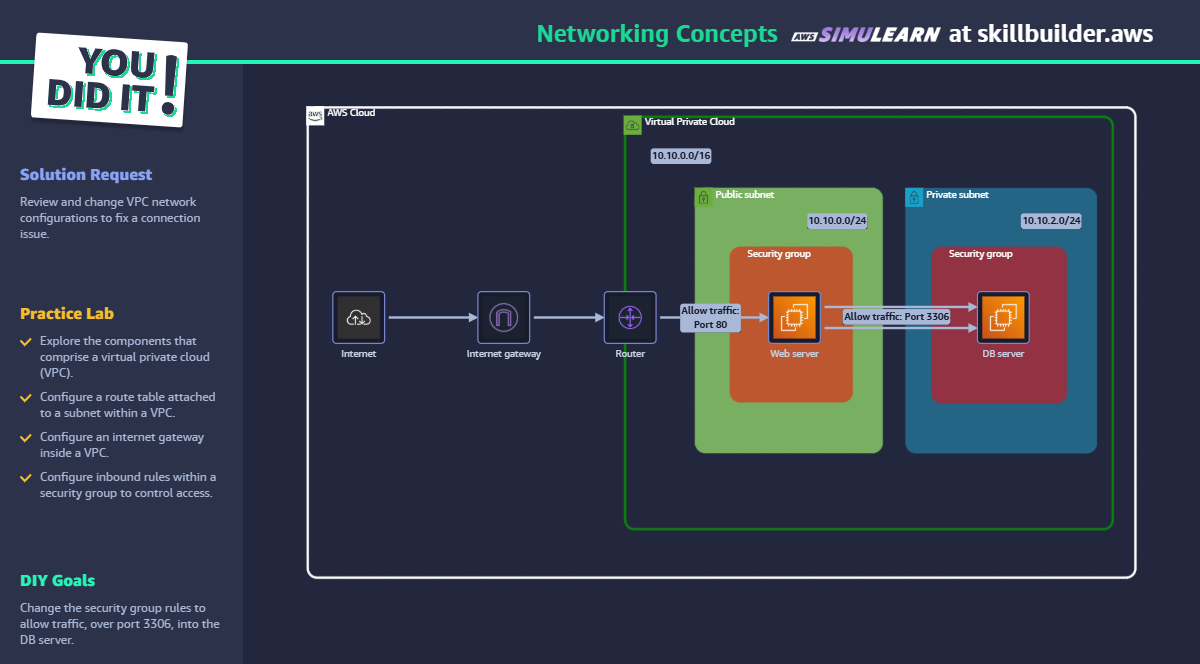 Networking Concepts aws SIMULEARN at skillbuilder.aws
YOU
DID IT!
Solution Request
Review and change VPC network
configurations to fix a connection
issue.
Practice Lab
Explore the components that
comprise a virtual private cloud
(VPC).
Configure a route table attached
to a subnet within a VPC.
Configure an internet gateway
inside a VPC.
Configure inbound rules within a
security group to control access.
DIY Goals
Change the security group rules to
allow traffic, over port 3306, into the
DB server.
aws AWS Cloud
Virtual Private Cloud
10.10.0.0/16
Public subnet
10.10.0.0/24
Security group
Private subnet
10.10.2.0/24
Security group
Internet
Internet gateway
Router
Allow traffic:
Port 80
Web server
Allow traffic: Port 3306
DB server